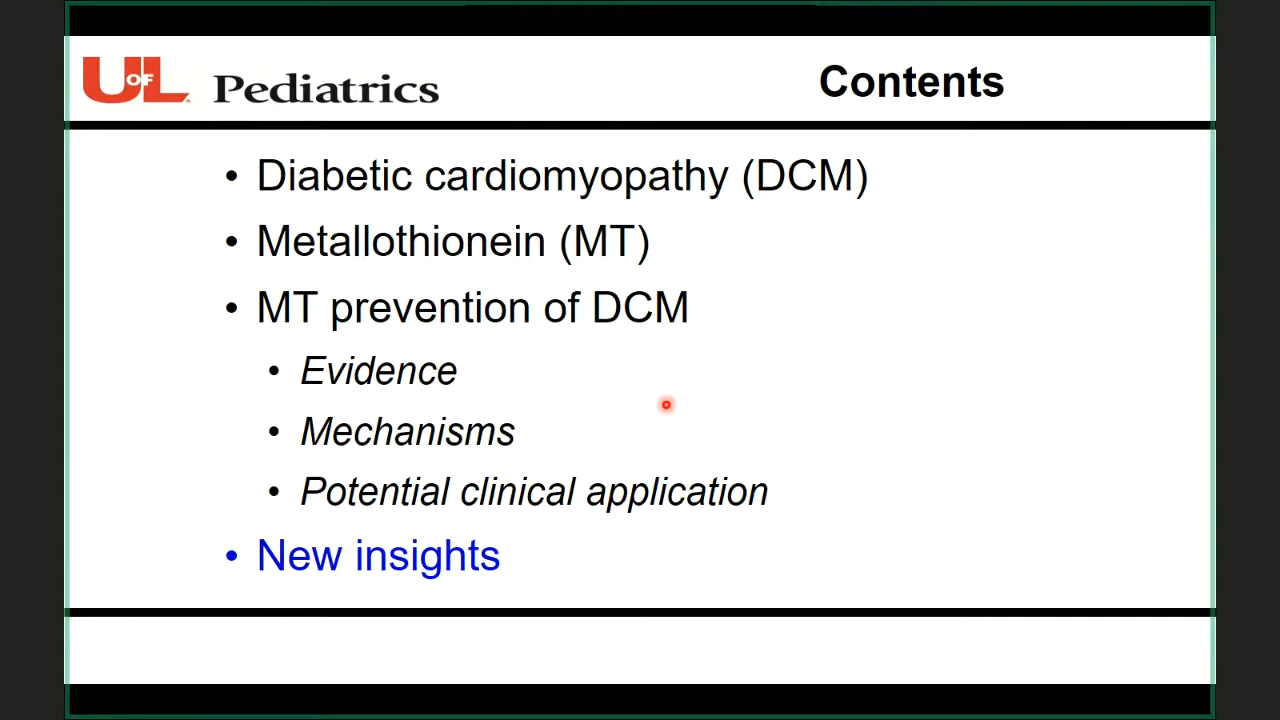 UofL Pediatrics
Contents
• Diabetic cardiomyopathy (DCM)
• Metallothionein (MT)
• MT prevention of DCM
• Evidence
• Mechanisms
• Potential clinical application
• New insights